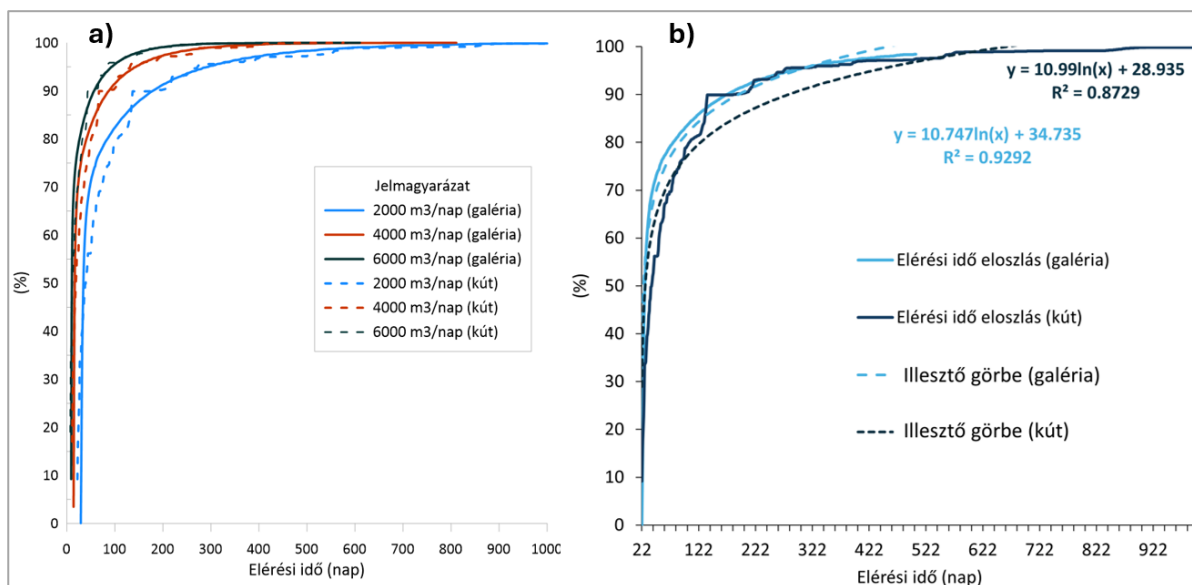 a)
100
90
80
70
60
50
40
30
20
10
0
(%)
Jelmagyarázat
2000 m3/nap (galéria)
4000 m3/nap (galéria)
6000 m3/nap (galéria)
2000 m3/nap (kút)
4000 m3/nap (kút)
6000 m3/nap (kút)
0 100 200 300 400 500 600 700 800 900 1000
Elérési idő (nap)
b)
100
90
80
70
60
50
40
30
20
10
0
(%)
y = 10.99ln(x) + 28.935
R² = 0.8729
y = 10.747ln(x) + 34.735
R² = 0.9292
Elérési idő eloszlás (galéria)
Elérési idő eloszlás (kút)
Illesztő görbe (galéria)
Illesztő görbe (kút)
22 122 222 322 422 522 622 722 822 922
Elérési idő (nap)